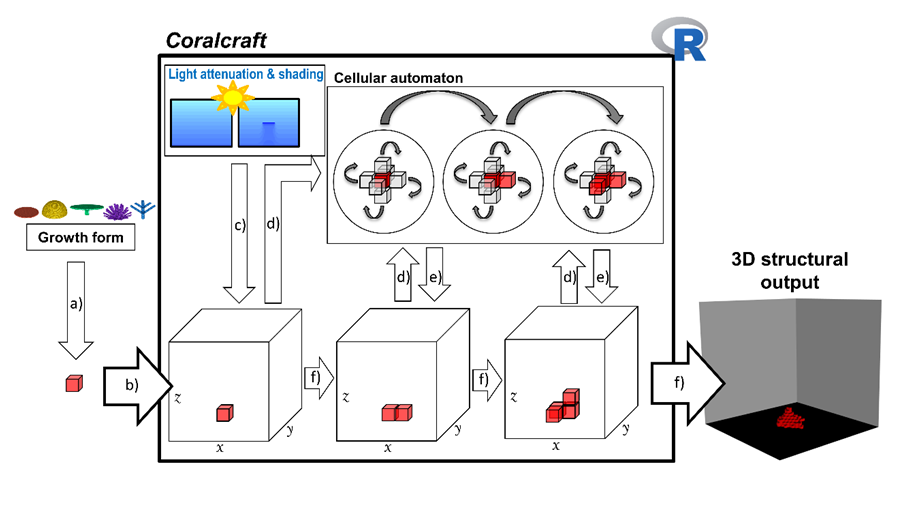 Coralcraft
R
Light attenuation & shading
Cellular automaton
Growth form
a)
b)
c)
d)
d)
e)
d)
e)
3D structural
output
z
x
y
f)
z
x
y
f)
z
x
y
f)